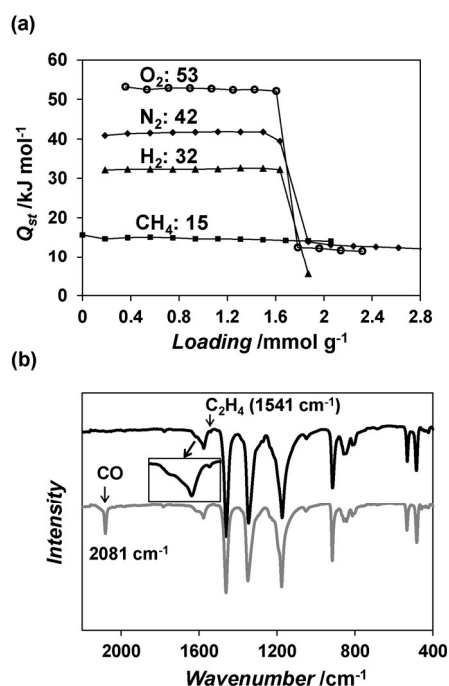 (a)
60
50
40
30
20
10
0
Qst /kJ mol-1
O2: 53
N2: 42
H2: 32
CH4: 15
0 0.4 0.8 1.2 1.6 2 2.4 2.8
Loading /mmol g-1
(b)
C2H4 (1541 cm-1)
CO
2081 cm-1
Intensity
2000 1600 1200 800 400
Wavenumber /cm-1